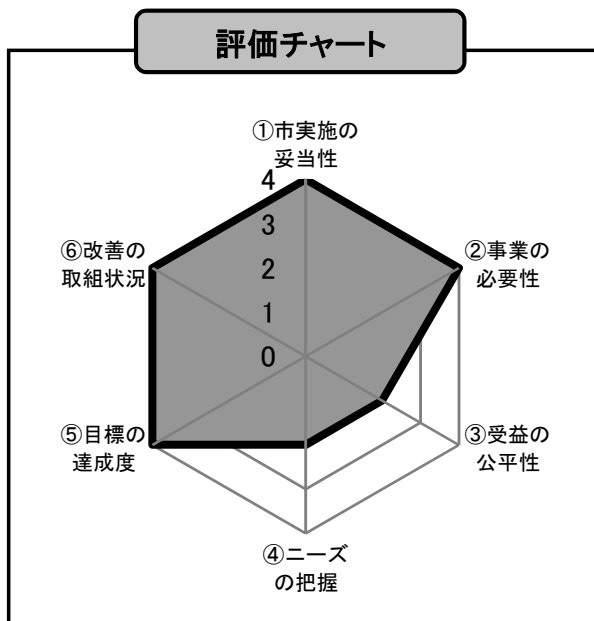 評価チャート
①市実施の
妥当性
4
3
2
1
0
②事業の
必要性
③受益の
公平性
④ニーズ
の把握
⑤目標の
達成度
⑥改善の
取組状況